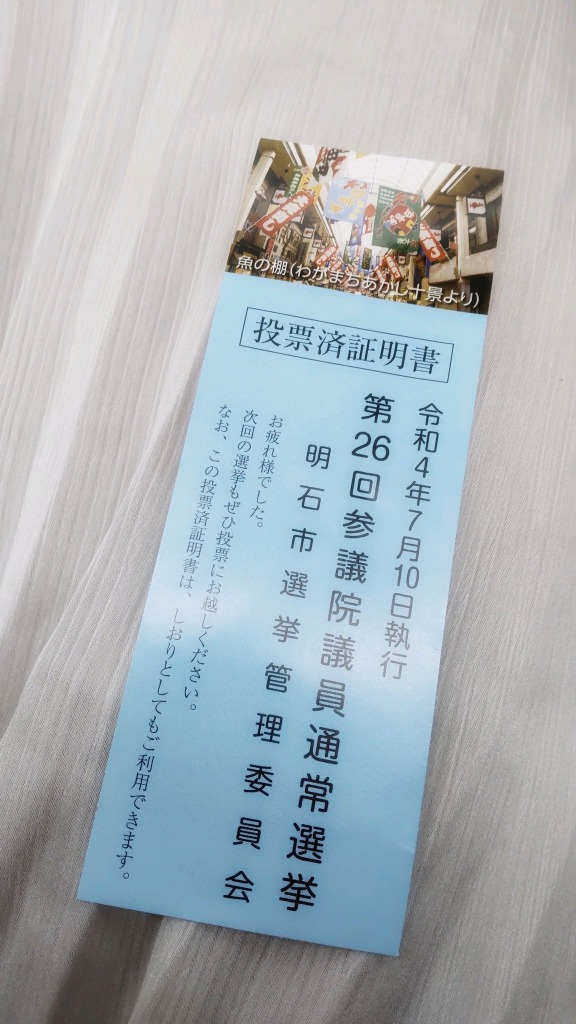 魚の棚(わがまちあかし十景より)
投票済証明書
令和4年7月10日執行
第26回参議院議員通常選挙
明石市選挙管理委員会
お疲れ様でした。
次回の選挙もぜひ投票にお越しください。
なお、この投票済証明書は、しおりとしてもご利用できます。